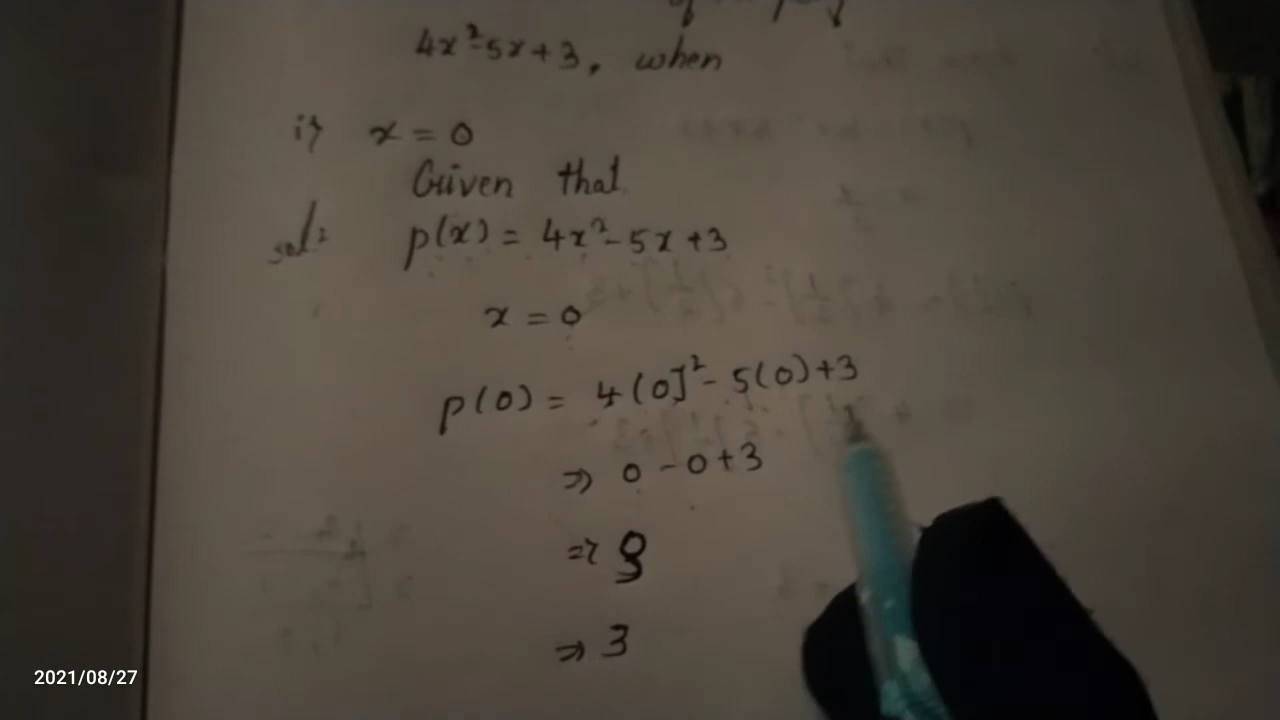 4x²-5x+3, when
i) x = 0
Given that
sol: p(x) = 4x²-5x+3
x = 0
p(0) = 4(0]²- 5(0)+3
⇒ 0-0+3
⇒
⇒ 3
2021/08/27